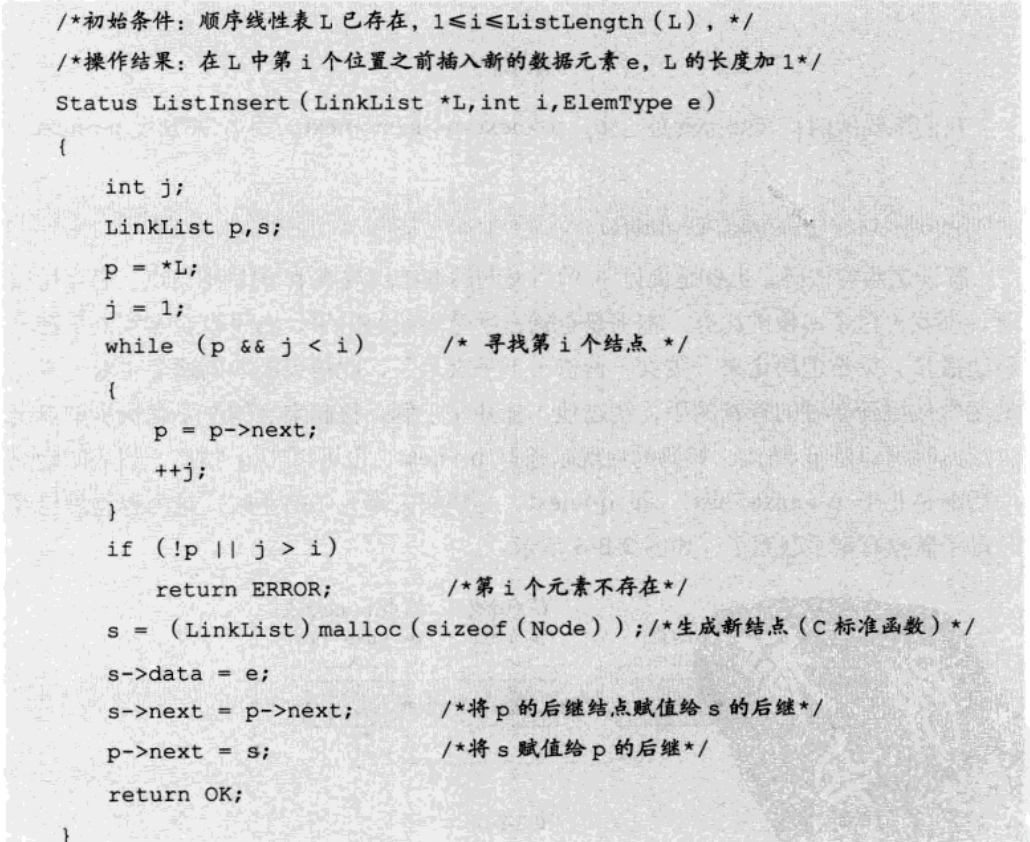 /*初始条件：顺序线性表 L 已存在，1≤i≤ListLength（L），*/
/*操作结果：在 L 中第 i 个位置之前插入新的数据元素 e，L 的长度加 1*/
Status ListInsert(LinkList *L,int i,ElemType e)
{
    int j;
    LinkList p,s;
    p = *L;
    j = 1;
    while (p && j < i)    /* 寻找第 i 个结点 */
    {
        p = p->next;
        ++j;
    }
    if (!p || j > i)
        return ERROR;    /*第 i 个元素不存在*/
    s = (LinkList)malloc(sizeof(Node));/*生成新结点（C 标准函数）*/
    s->data = e;
    s->next = p->next;    /*将 p 的后继结点赋值给 s 的后继*/
    p->next = s;    /*将 s 赋值给 p 的后继*/
    return OK;
}